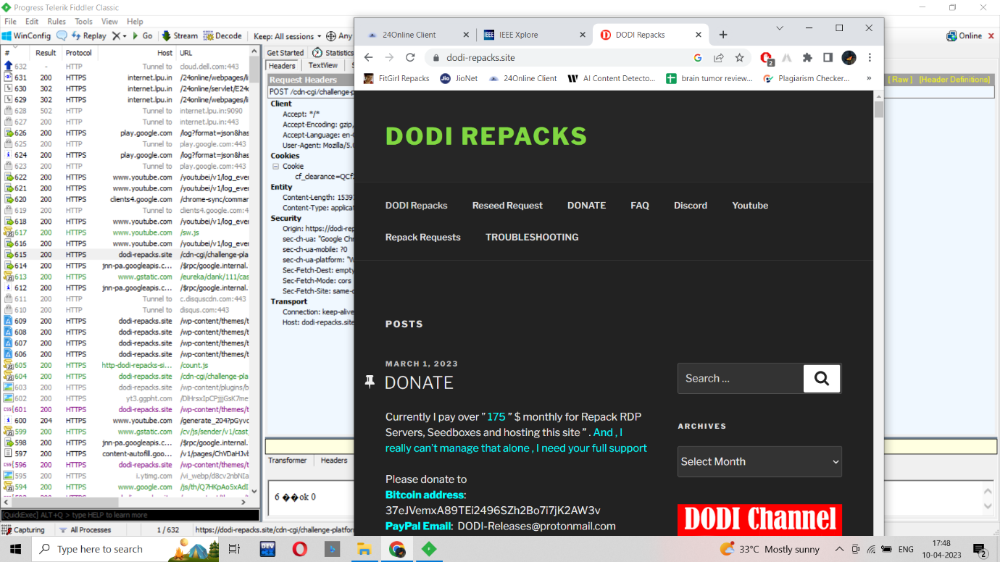 Progress Telerik Fiddler Classic
File Edit Rules Tools View Help
WinConfig Replay Go Stream Decode Keep: All sessions Any
Online
# Result Protocol Host URL
632 - HTTP Tunnel to cloud.dell.com:443
631 200 HTTPS internet.lpu.in /24online/webpages/li
630 302 HTTPS internet.lpu.in /24online/servlet/E24
629 302 HTTPS internet.lpu.in /24online/webpages/li
628 502 HTTP Tunnel to internet.lpu.in:9090
627 200 HTTP Tunnel to internet.lpu.in:443
626 200 HTTPS play.google.com /log?format=json&has
625 200 HTTP Tunnel to play.google.com:443
624 200 HTTPS play.google.com /log?format=json&has
623 200 HTTP Tunnel to play.google.com:443
622 200 HTTPS www.youtube.com /youtubei/v1/log_even
621 200 HTTPS www.youtube.com /youtubei/v1/log_even
620 200 HTTPS clients4.google.com /chrome-sync/comman
619 200 HTTP Tunnel to clients4.google.com:4
618 200 HTTPS www.youtube.com /youtubei/v1/log_even
617 200 HTTPS www.youtube.com /sw.js
616 200 HTTPS www.youtube.com /youtubei/v1/log_even
615 200 HTTPS dodi-repacks.site /cdn-cgi/challenge-pla
614 200 HTTPS jnn-pa.googleapis.c... /$rpc/google.internal.
613 200 HTTPS www.gstatic.com /eureka/clank/111/cas
612 200 HTTPS jnn-pa.googleapis.c... /$rpc/google.internal.
611 200 HTTP Tunnel to c.disquscdn.com:443
610 200 HTTP Tunnel to disqus.com:443
609 200 HTTPS dodi-repacks.site /wp-content/themes/t
608 200 HTTPS dodi-repacks.site /wp-content/themes/t
607 200 HTTPS dodi-repacks.site /wp-content/themes/t
606 200 HTTPS dodi-repacks.site /wp-content/themes/t
605 200 HTTPS http-dodi-repacks-si... /count.js
604 200 HTTPS dodi-repacks.site /cdn-cgi/challenge-pla
603 200 HTTPS dodi-repacks.site /wp-content/plugins/b
602 200 HTTPS yt3.ggpht.com
601 200 HTTPS dodi-repacks.site /wp-content/themes/t
600 204 HTTPS www.youtube.com /generate_204?pGyvc
599 200 HTTPS www.gstatic.com /cv/js/sender/v1/cast_
598 200 HTTPS jnn-pa.googleapis.c... /$rpc/google.internal.
597 200 HTTPS content-autofill.goo...
596 200 HTTPS dodi-repacks.site /wp-content/themes/t
595 200 HTTPS i.ytimg.com
594 200 HTTPS www.google.com
[QuickExec] ALT+Q > type HELP to learn more
Capturing All Processes 1 / 632 https://dodi-repacks.site/cdn-cgi/challenge-platfor
Get Started Statistics
Headers TextView
Request Headers [ Raw ] [Header Definitions]
POST /cdn-cgi/challenge-p
Client
Accept: */*
Accept-Encoding: gzip,
Accept-Language: en-
User-Agent: Mozilla/5.0
Cookies
Cookie
Entity
Content-Length: 1539
Content-Type: applicat
Security
Origin: https://dodi-rep
sec-ch-ua: "Google Chr
sec-ch-ua-mobile: ?0
sec-ch-ua-platform: "W
Sec-Fetch-Dest: empty
Sec-Fetch-Mode: cors
Sec-Fetch-Site: same-o
Transport
Connection: keep-alive
Host: dodi-repacks.site
Transformer Headers
6 ��ok 0
24Online Client IEEE Xplore DODI Repacks
dodi-repacks.site
FitGirl Repacks JioNet 24Online Client AI Content Detecto... brain tumor review... Plagiarism Checker... »
DODI REPACKS
DODI Repacks Reseed Request DONATE FAQ Discord Youtube
Repack Requests TROUBLESHOOTING
POSTS
MARCH 1, 2023
DONATE
Currently I pay over ” 175 ” $ monthly for Repack RDP
Servers, Seedboxes and hosting this site ” . And , I
really can’t manage that alone , I need your full support
Please donate to
Bitcoin address:
37eJVemxA89TEi2496SZh2Bo7i7jK2AW3v
PayPal Email: DODI-Releases@protonmail.com
Search …
ARCHIVES
Select Month
DODI Channel
Type here to search
DEV
33°C Mostly sunny ENG 17:48
10-04-2023
2